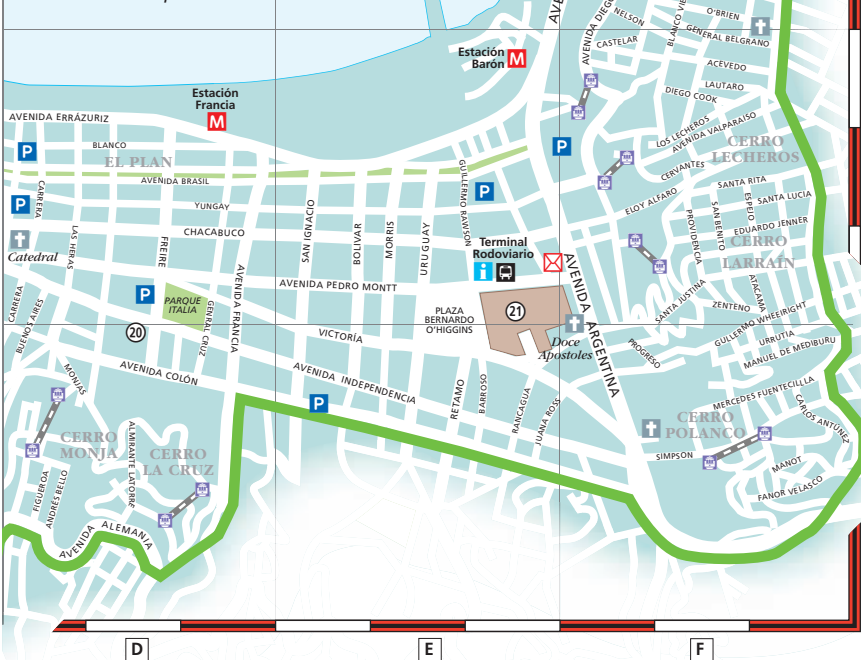 O'BRIEN
NELSON
BLANCO
GENERAL BELGRANO
AVENIDA
CASTELAR
Estación
Barón
M
ACEVEDO
LAUTARO
DIEGO COOK
Estación
Francia
M
AVENIDA ERRÁZURIZ
LOS LECHEROS
AVENIDA VALPARAISO
CERRO
LECHEROS
BLANCO
P
P
EL PLAN
CERVANTES
AVENIDA BRASIL
GUILLERMO RAWSON
P
SANTA RITA
SANTA LUCIA
ESPEJO
SAN BENITO
PROVIDENCIA
ELOY ALFARO
EDUARDO JENNER
CARRERA
P
YUNGAY
CHACABUCO
SAN IGNACIO
BOLIVAR
MORRIS
URUGUAY
Terminal
Rodoviario
i
CERRO
LARRAÍN
Catedral
LAS HERAS
FREIRE
AVENIDA FRANCIA
AVENIDA PEDRO MONTT
AVENIDA ARGENTINA
SANTA JUSTINA
ATACAMA
ZENTENO
CARRERA
BUENOS AIRES
P
PARQUE
ITALIA
GENERAL CRUZ
PLAZA
BERNARDO
O'HIGGINS
21
GULLERMO WHEEIRIGHT
URRUTIA
MANUEL DE MEDIBURU
20
VICTORÍA
Doce
Apostoles
PROGRESO
MONJAS
AVENIDA COLÓN
AVENIDA INDEPENDENCIA
P
RETAMO
BARROSO
RANCAGUA
JUANA ROSS
MERCEDES FUENTECILLA
CARLOS ANTÚNEZ
CERRO
POLANCO
CERRO
MONJA
ALMIRANTE LATORRE
CERRO
LA CRUZ
SIMPSON
MANOT
FANOR VELASCO
FIGUEROA
ANDRÉS BELLO
AVENIDA ALEMANIA
D
E
F